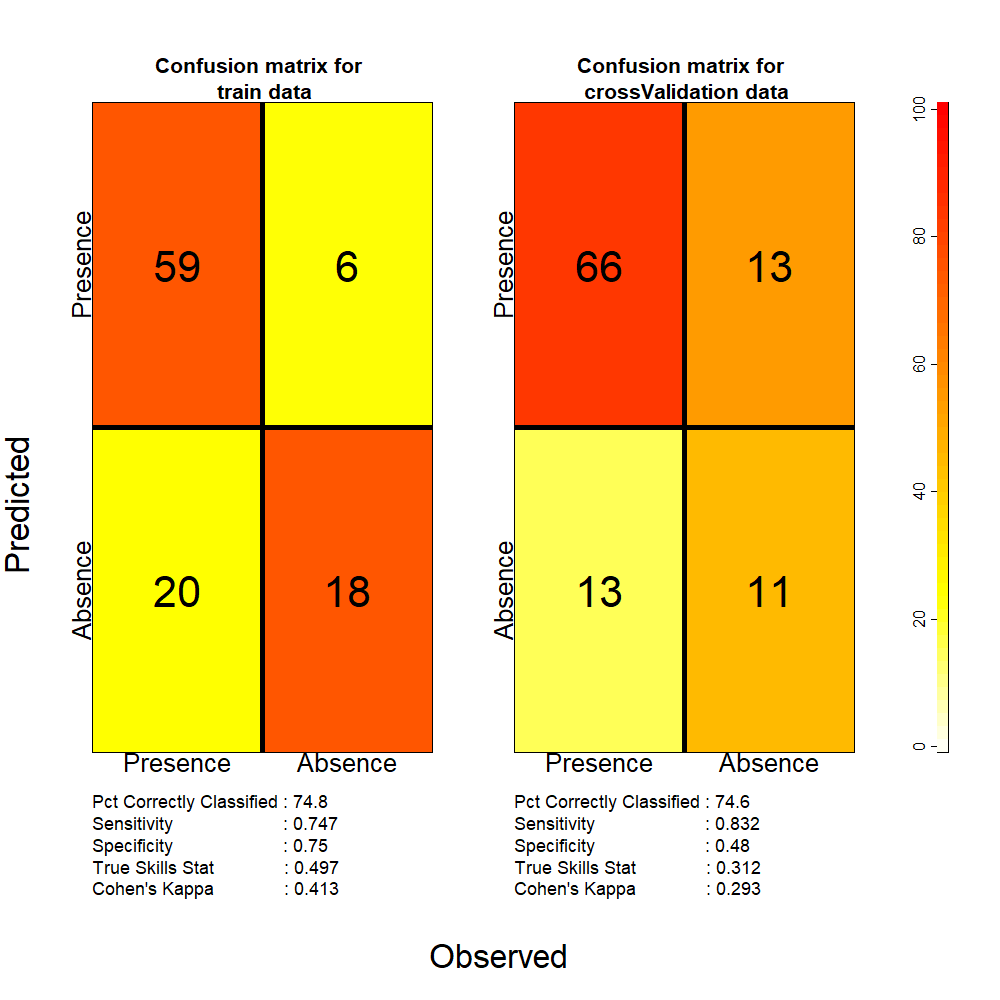 Confusion matrix for
train data
Presence
59
6
Absence
20
18
Presence
Absence
Pct Correctly Classified : 74.8
Sensitivity : 0.747
Specificity : 0.75
True Skills Stat : 0.497
Cohen's Kappa : 0.413
Confusion matrix for
crossValidation data
Presence
66
13
Absence
13
11
Presence
Absence
Pct Correctly Classified : 74.6
Sensitivity : 0.832
Specificity : 0.48
True Skills Stat : 0.312
Cohen's Kappa : 0.293
100
80
60
40
20
0
Predicted
Observed